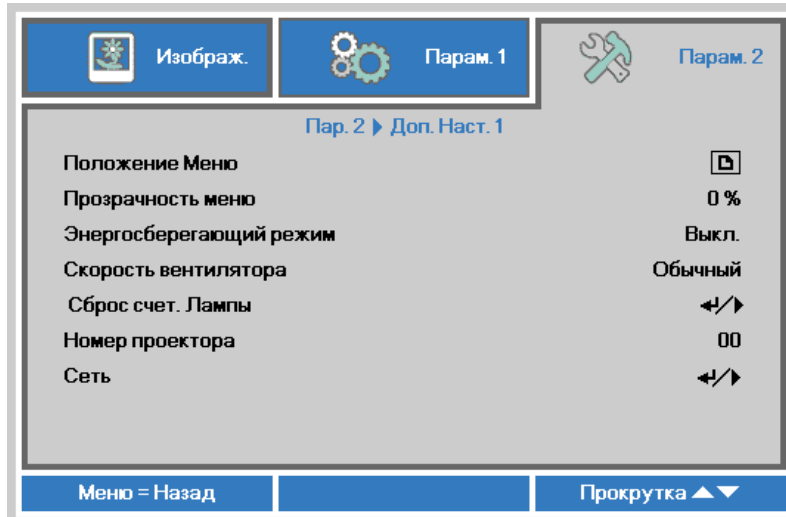 Изображ. Парам. 1 Парам. 2
Пар. 2 Доп. Наст. 1
Положение Меню
Прозрачность меню 0 %
Энергосберегающий режим Выкл.
Скорость вентилятора Обычный
Сброс счет. Лампы
Номер проектора 00
Сеть
Меню = Назад Прокрутка